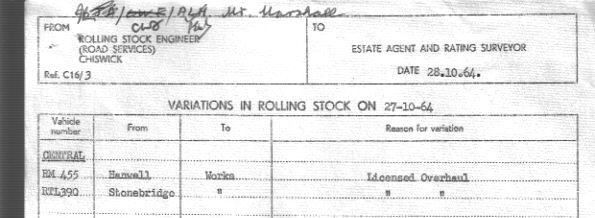 Mr. Marshall
FROM
ROLLING STOCK ENGINEER
(ROAD SERVICES)
CHISWICK
Ref. C16/3
TO
ESTATE AGENT AND RATING SURVEYOR
DATE 28.10.64.
VARIATIONS IN ROLLING STOCK ON 27-10-64
Vehicle number From To Reason for variation
CENTRAL
RM 455 Hanwell Works Licensed Overhaul
RTL390 Stonebridge " " "